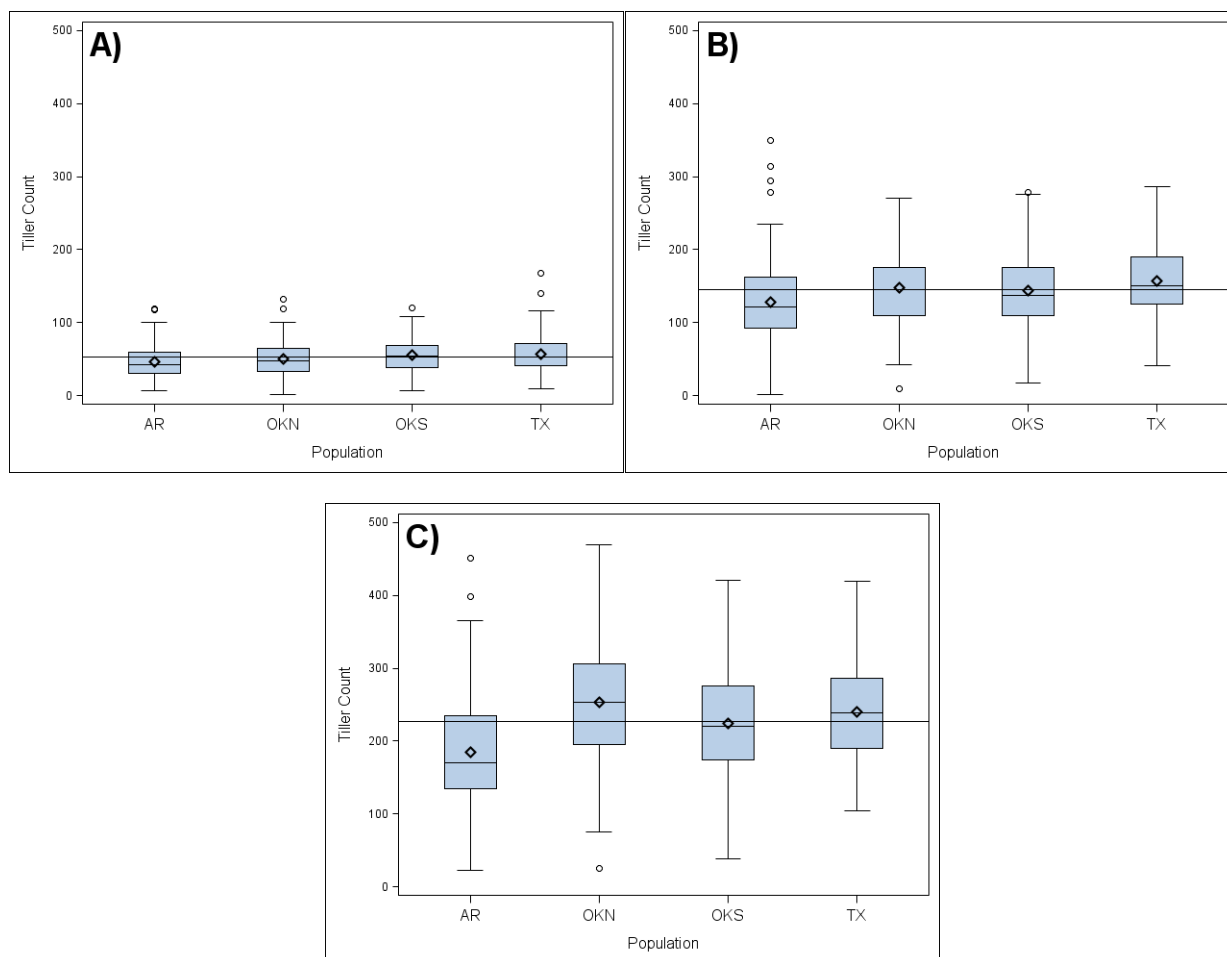 A)
500
400
300
200
100
0
Tiller Count
AR OKN OKS TX
Population
B)
500
400
300
200
100
0
Tiller Count
AR OKN OKS TX
Population
C)
500
400
300
200
100
0
Tiller Count
AR OKN OKS TX
Population